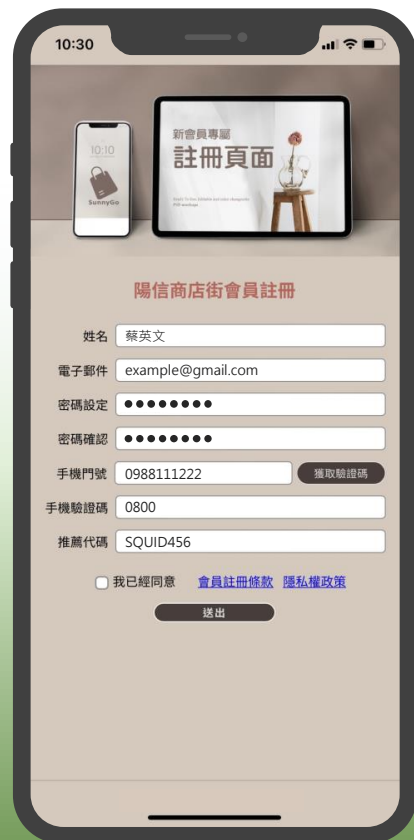 10:30
10:10
SunnyGo
新會員專屬
註冊頁面
陽信商店街會員註冊
姓名 蔡英文
電子郵件 example@gmail.com
密碼設定 ●●●●●●●●
密碼確認 ●●●●●●●●
手機門號 0988111222 獲取驗證碼
手機驗證碼 0800
推薦代碼 SQUID456
我已經同意 會員註冊條款 隱私權政策
送出